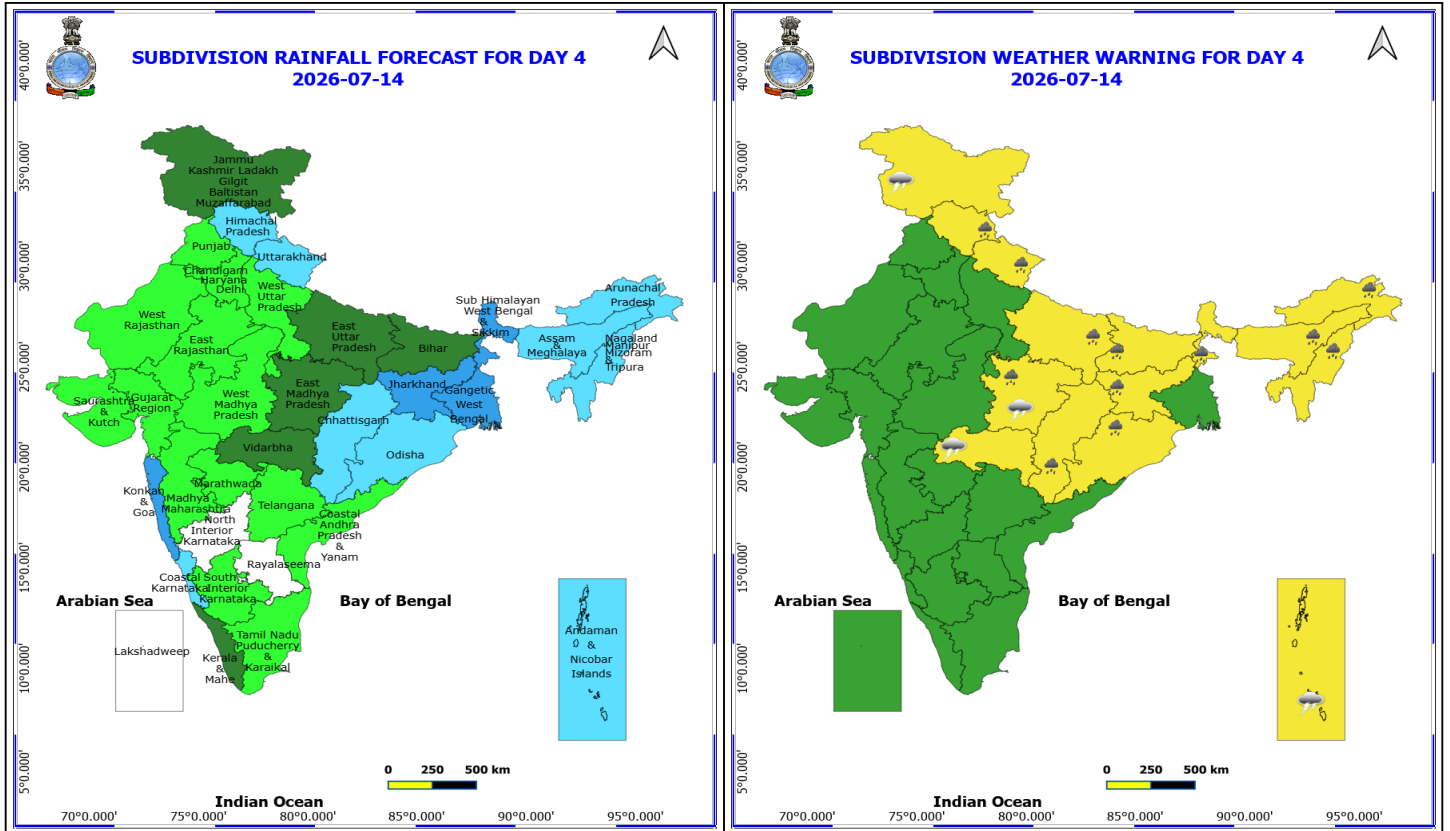 SUBDIVISION RAINFALL FORECAST FOR DAY 4
2026-07-14
40°0.000'
35°0.000'
30°0.000'
25°0.000'
20°0.000'
15°0.000'
10°0.000'
5°0.000'
Jammu
Kashmir Ladakh
Gilgit
Baltistan
Muzaffarabad
Himachal
Pradesh
Punjab
Uttarakhand
Chandigarh
Haryana
Delhi
West
Uttar
Pradesh
Arunachal
Pradesh
Sub Himalayan
West Bengal
&
Sikkim
West
Rajasthan
East
Rajasthan
East
Uttar
Pradesh
Bihar
Assam
&
Meghalaya
Nagaland
Manipur
Mizoram
&
Tripura
Saurashtra
&
Kutch
Gujarat
Region
West
Madhya
Pradesh
East
Madhya
Pradesh
Jharkhand
Gangetic
West
Bengal
Chhattisgarh
Vidarbha
Odisha
Konkan
&
Goa
Marathwada
Madhya
Maharashtra
North
Interior
Karnataka
Telangana
Coastal
Andhra
Pradesh
&
Yanam
Rayalaseema
Coastal
Karnataka
South
Interior
Karnataka
Arabian Sea
Bay of Bengal
Lakshadweep
Kerala
&
Mahe
Tamil Nadu
Puducherry
&
Karaikal
Andaman
&
Nicobar
Islands
0 250 500 km
Indian Ocean
70°0.000' 75°0.000' 80°0.000' 85°0.000' 90°0.000' 95°0.000'
SUBDIVISION WEATHER WARNING FOR DAY 4
2026-07-14
40°0.000'
35°0.000'
30°0.000'
25°0.000'
20°0.000'
15°0.000'
10°0.000'
5°0.000'
Arabian Sea
Bay of Bengal
0 250 500 km
Indian Ocean
70°0.000' 75°0.000' 80°0.000' 85°0.000' 90°0.000' 95°0.000'